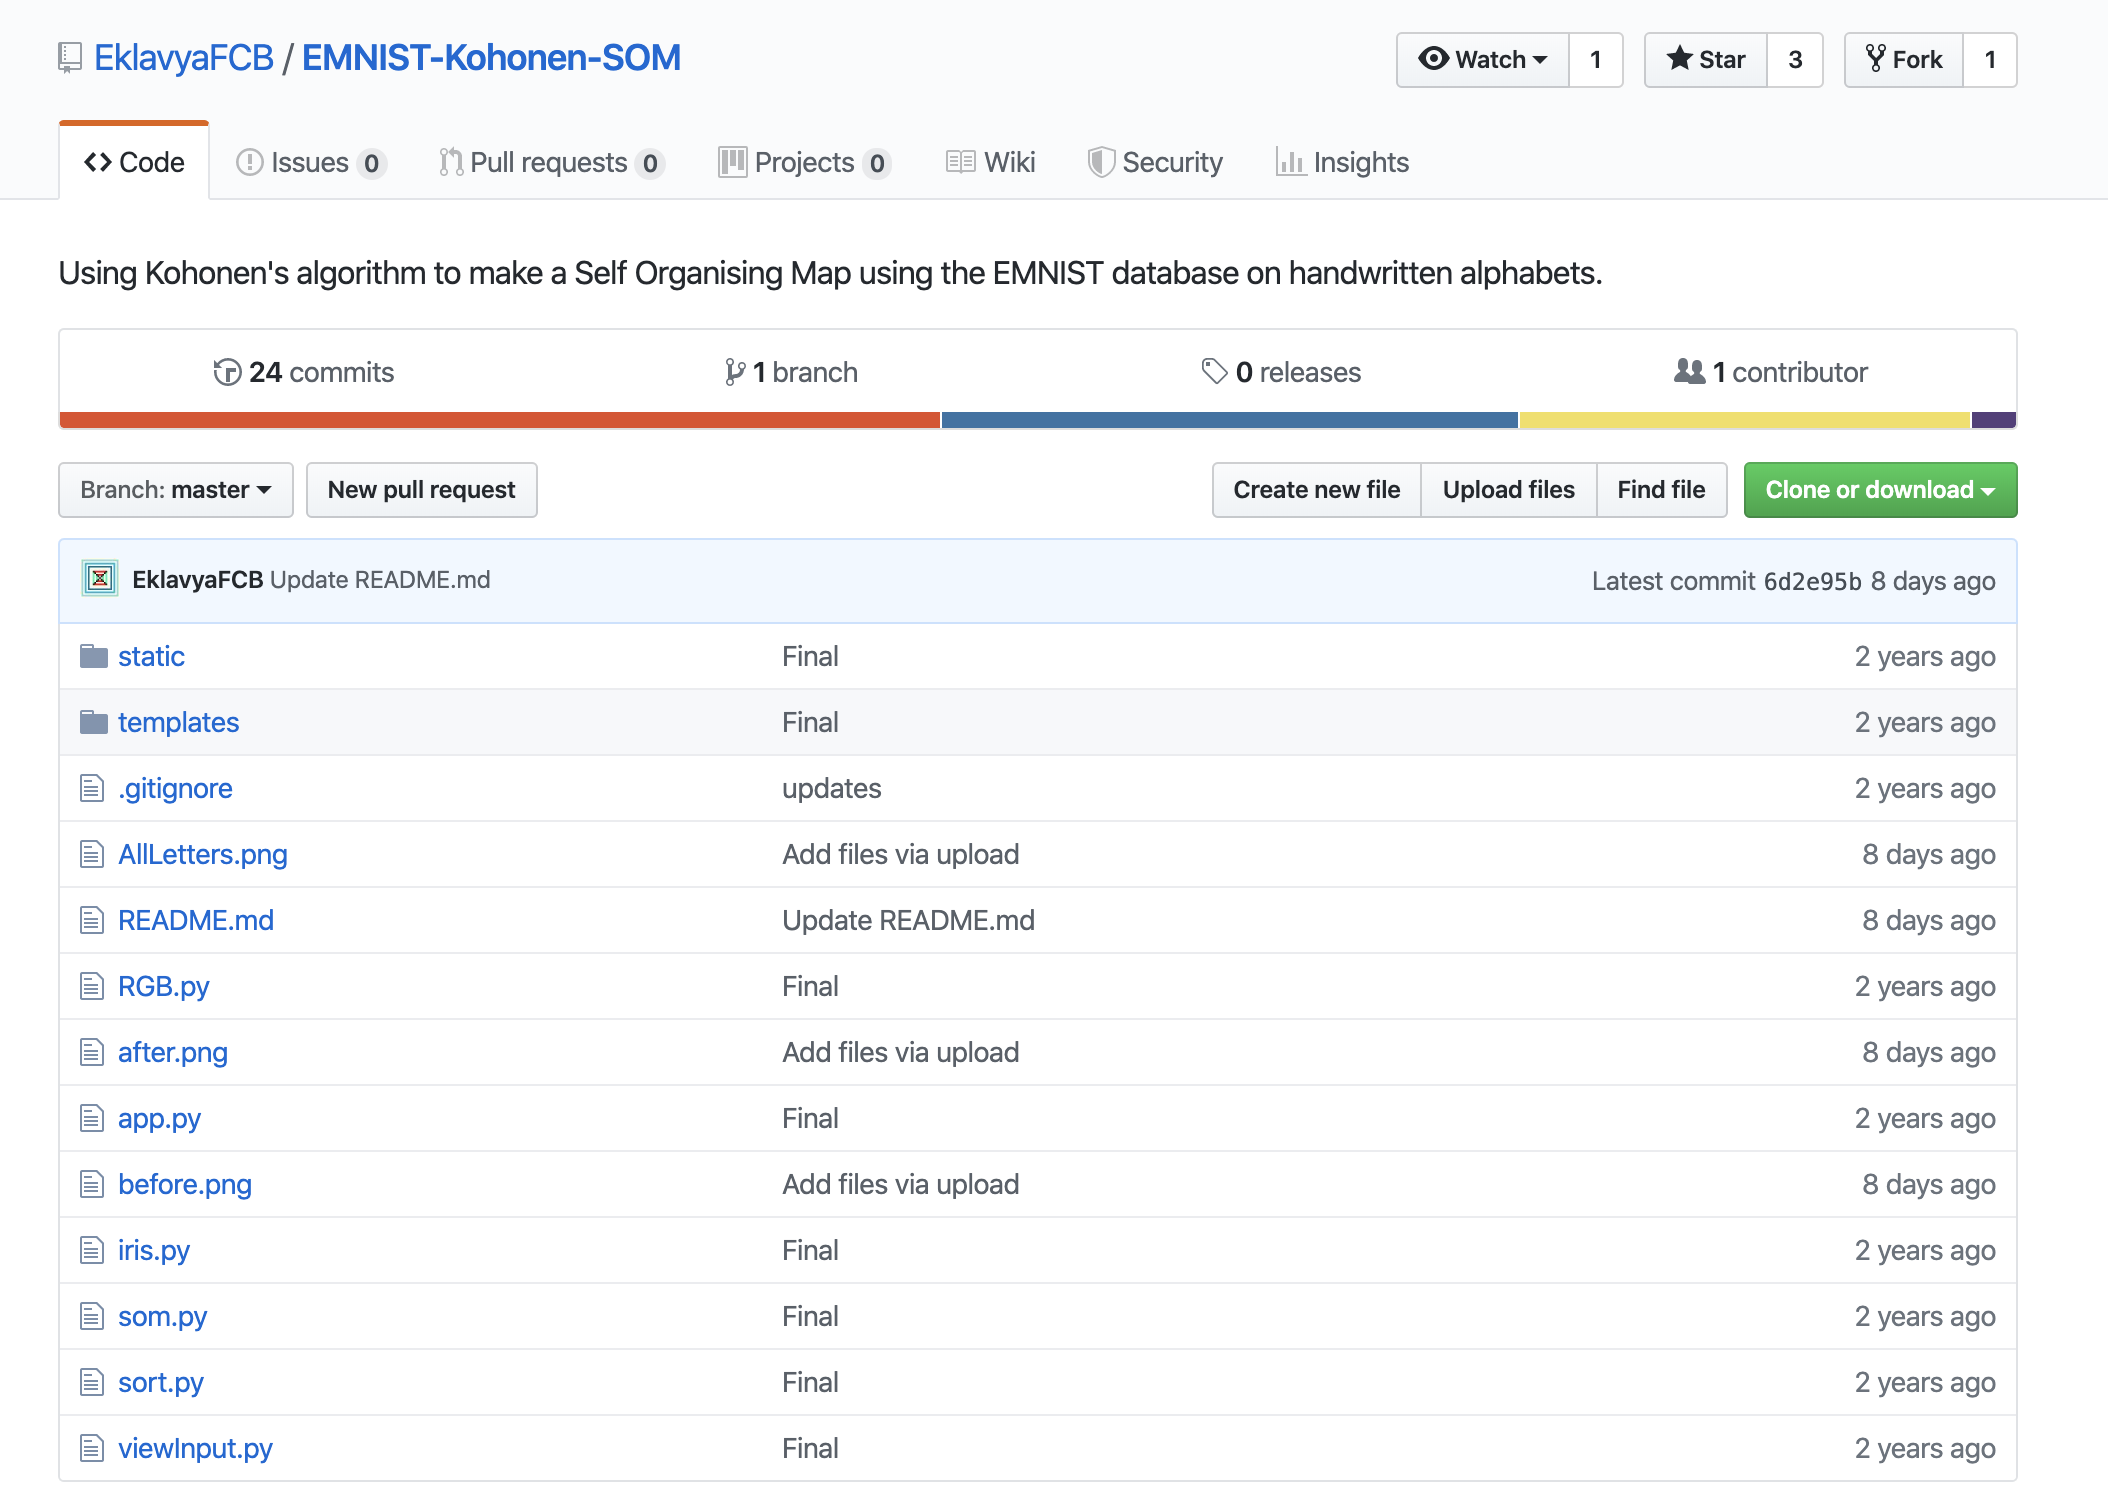 EklavyaFCB / EMNIST-Kohonen-SOM
Watch 1 Star 3 Fork 1
Code Issues 0 Pull requests 0 Projects 0 Wiki Security Insights
Using Kohonen's algorithm to make a Self Organising Map using the EMNIST database on handwritten alphabets.
24 commits 1 branch 0 releases 1 contributor
Branch: master New pull request Create new file Upload files Find file Clone or download
EklavyaFCB Update README.md Latest commit 6d2e95b 8 days ago
static Final 2 years ago
templates Final 2 years ago
.gitignore updates 2 years ago
AllLetters.png Add files via upload 8 days ago
README.md Update README.md 8 days ago
RGB.py Final 2 years ago
after.png Add files via upload 8 days ago
app.py Final 2 years ago
before.png Add files via upload 8 days ago
iris.py Final 2 years ago
som.py Final 2 years ago
sort.py Final 2 years ago
viewInput.py Final 2 years ago